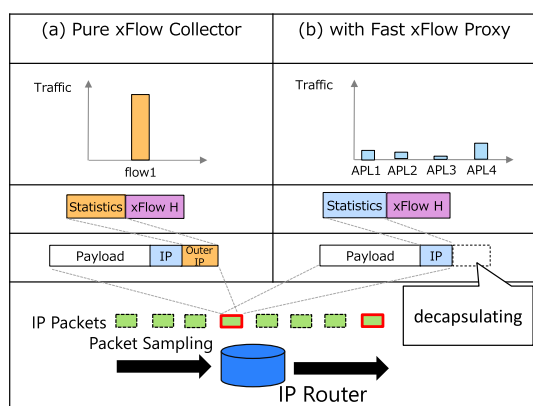 (a) Pure xFlow Collector
(b) with Fast xFlow Proxy
Traffic
flow1
Traffic
APL1 APL2 APL3 APL4
Statistics xFlow H
Statistics xFlow H
Payload IP Outer IP
Payload IP
decapsulating
IP Packets
Packet Sampling
IP Router